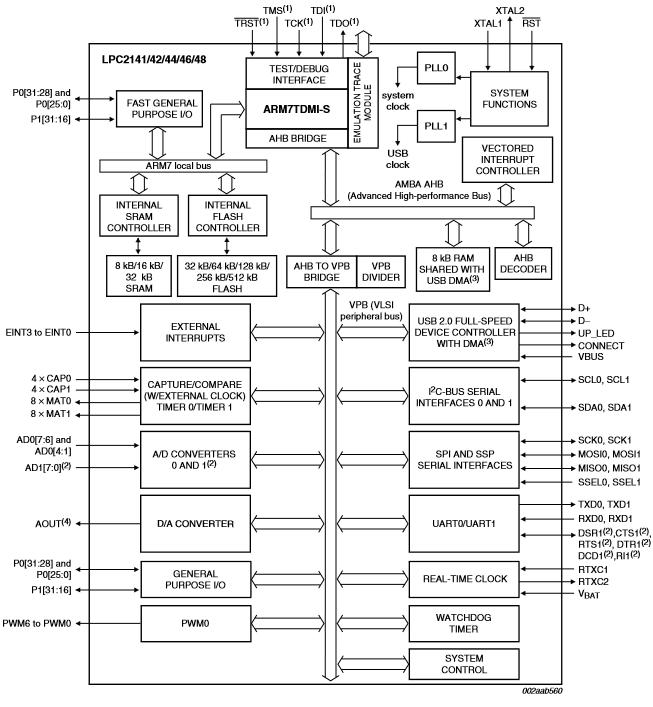 TMS(1) TDI(1) XTAL2
TRST(1) TCK(1) TDO(1) XTAL1 RST
LPC2141/42/44/46/48
TEST/DEBUG
INTERFACE
ARM7TDMI-S
AHB BRIDGE
EMULATION TRACE
MODULE
PLL0
system
clock
PLL1
USB
clock
SYSTEM
FUNCTIONS
P0[31:28] and
P0[25:0]
P1[31:16]
FAST GENERAL
PURPOSE I/O
VECTORED
INTERRUPT
CONTROLLER
ARM7 local bus
AMBA AHB
(Advanced High-performance Bus)
INTERNAL
SRAM
CONTROLLER
INTERNAL
FLASH
CONTROLLER
8 kB/16 kB/
32 kB
SRAM
32 kB/64 kB/128 kB/
256 kB/512 kB
FLASH
AHB TO VPB
BRIDGE
VPB
DIVIDER
8 kB RAM
SHARED WITH
USB DMA(3)
AHB
DECODER
VPB (VLSI
peripheral bus)
EINT3 to EINT0
EXTERNAL
INTERRUPTS
USB 2.0 FULL-SPEED
DEVICE CONTROLLER
WITH DMA(3)
D+
D−
UP_LED
CONNECT
VBUS
4 × CAP0
4 × CAP1
8 × MAT0
8 × MAT1
CAPTURE/COMPARE
(W/EXTERNAL CLOCK)
TIMER 0/TIMER 1
I2C-BUS SERIAL
INTERFACES 0 AND 1
SCL0, SCL1
SDA0, SDA1
AD0[7:6] and
AD0[4:1]
AD1[7:0](2)
A/D CONVERTERS
0 AND 1(2)
SPI AND SSP
SERIAL INTERFACES
SCK0, SCK1
MOSI0, MOSI1
MISO0, MISO1
SSEL0, SSEL1
AOUT(4)
D/A CONVERTER
UART0/UART1
TXD0, TXD1
RXD0, RXD1
DSR1(2),CTS1(2),
RTS1(2), DTR1(2)
DCD1(2),RI1(2)
P0[31:28] and
P0[25:0]
P1[31:16]
GENERAL
PURPOSE I/O
REAL-TIME CLOCK
RTXC1
RTXC2
VBAT
PWM6 to PWM0
PWM0
WATCHDOG
TIMER
SYSTEM
CONTROL
002aab560